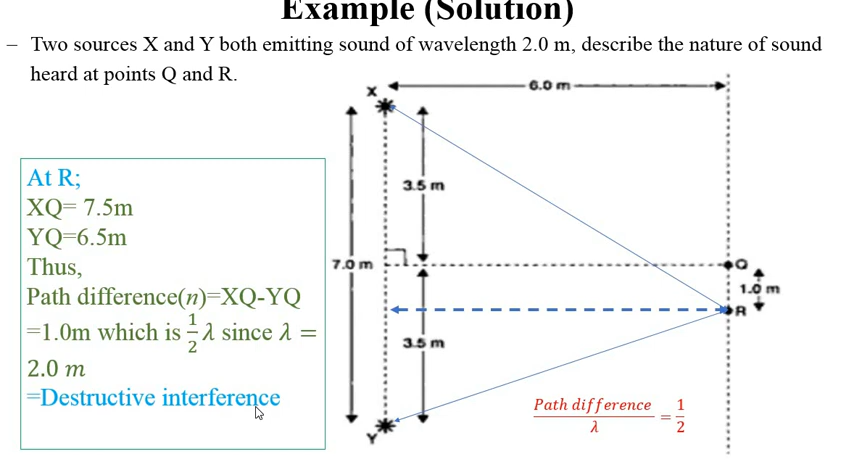 Example (Solution)
– Two sources X and Y both emitting sound of wavelength 2.0 m, describe the nature of sound
heard at points Q and R.
X
6.0 m
At R;
XQ= 7.5m
YQ=6.5m
Thus,
Path difference(n)=XQ-YQ
=1.0m which is 1/2 λ since λ =
2.0 m
=Destructive interference
3.5 m
7.0 m
Q
1.0 m
R
3.5 m
Y
Path difference / λ = 1/2